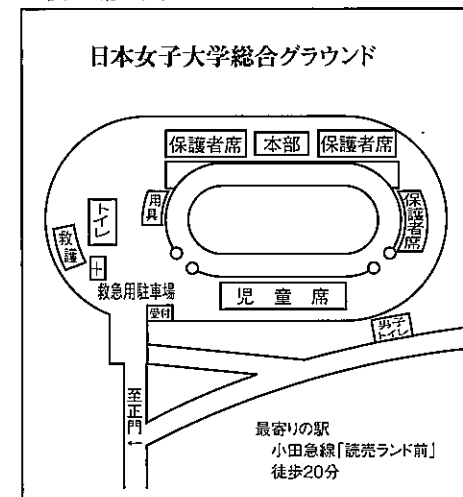 日本女子大学総合グラウンド
保護者席
本部
保護者席
用具
保護者席
トイレ
救護
救急用駐車場
児童席
受付
男子
トイレ
至正門
←
最寄りの駅
小田急線「読売ランド前」
徒歩20分